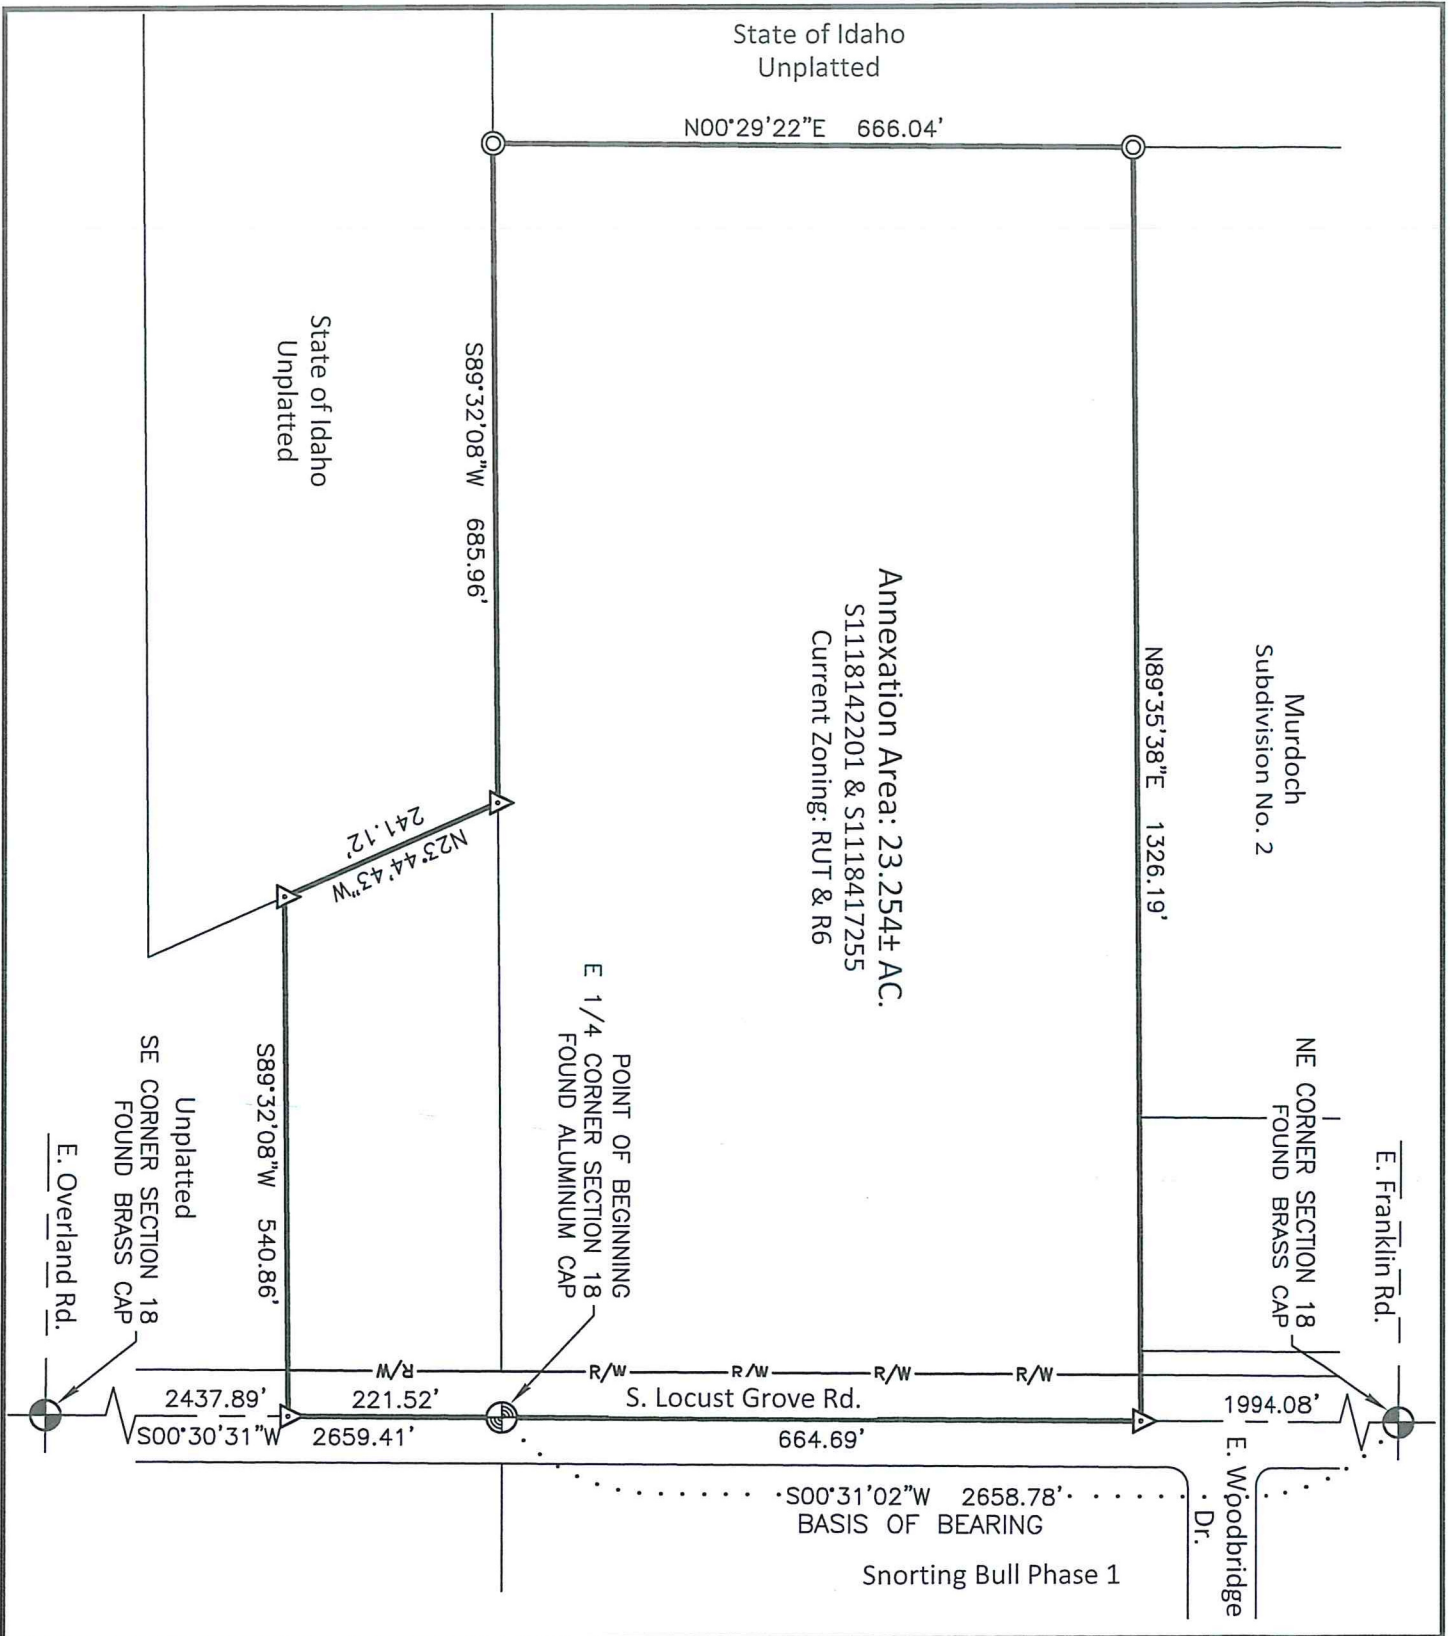 State of Idaho
Unplatted
N00°29'22"E 666.04'
Murdoch
Subdivision No. 2
N89°35'38"E 1326.19'
NE CORNER SECTION 18
FOUND BRASS CAP
E. Franklin Rd.
Annexation Area: 23.254± AC.
S1118142201 & S1118417255
Current Zoning: RUT & R6
S89°32'08"W 685.96'
State of Idaho
Unplatted
N23°44'43"W
241.12'
POINT OF BEGINNING
E 1/4 CORNER SECTION 18
FOUND ALUMINUM CAP
S89°32'08"W 540.86'
Unplatted
SE CORNER SECTION 18
FOUND BRASS CAP
E. Overland Rd.
R/W
R/W
R/W
R/W
R/W
2437.89'
221.52'
S. Locust Grove Rd.
1994.08'
S00°30'31"W 2659.41'
664.69'
S00°31'02"W 2658.78'
BASIS OF BEARING
E. Woodbridge
Dr.
Snorting Bull Phase 1